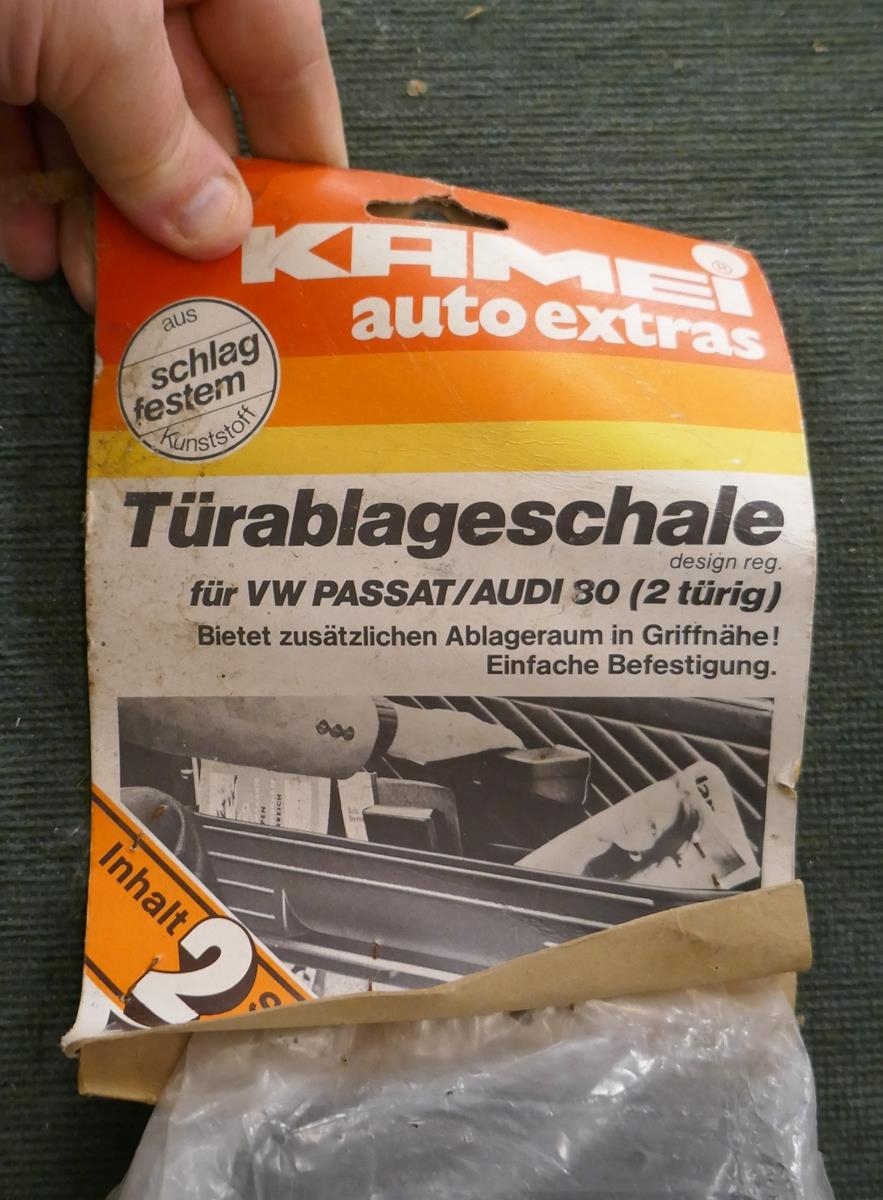 KAMEI®
auto extras
aus
schlag
festem
Kunststoff
Türablageschale
design reg.
für VW PASSAT/AUDI 80 (2 türig)
Bietet zusätzlichen Ablageraum in Griffnähe!
Einfache Befestigung.
Inhalt
2